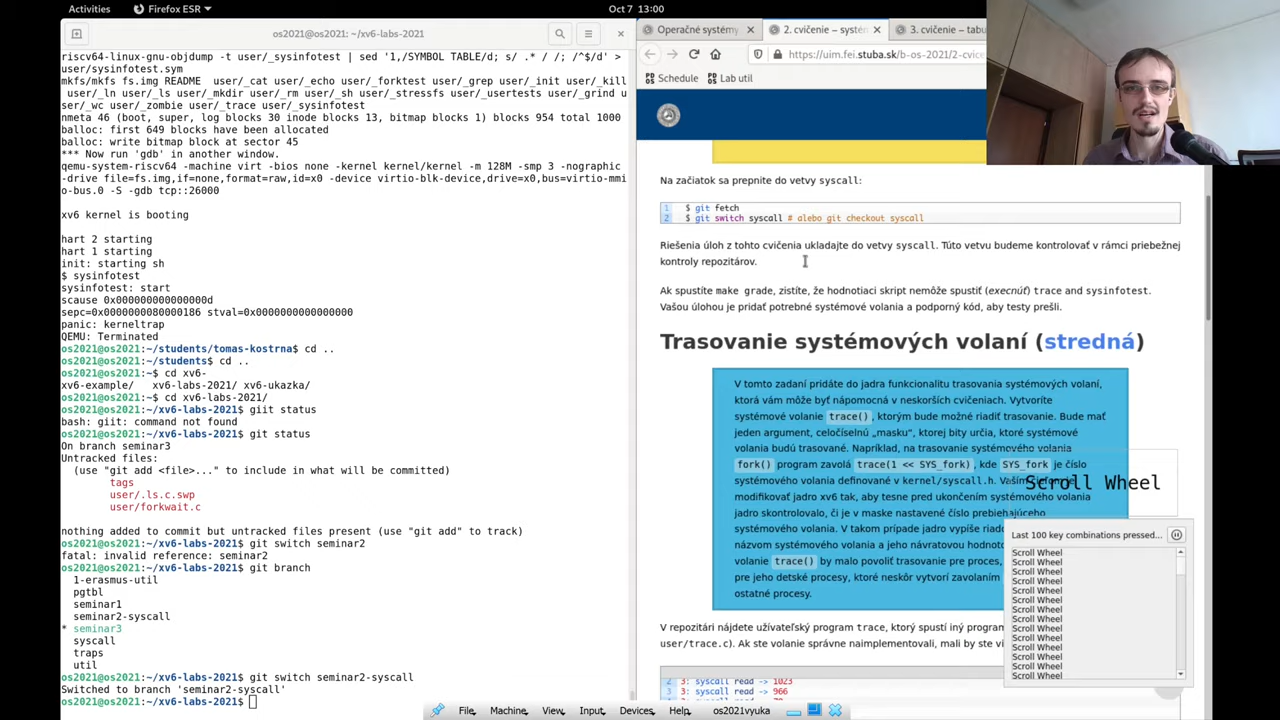 Activities
Firefox ESR
Oct 7 13:00
os2021@os2021: ~/xv6-labs-2021
riscv64-linux-gnu-objdump -t user/_sysinfotest | sed '1,/SYMBOL TABLE/d; s/ .* / /; /^$/d' >
user/sysinfotest.sym
mkfs/mkfs fs.img README user/_cat user/_echo user/_forktest user/_grep user/_init user/_kill
user/_ln user/_ls user/_mkdir user/_rm user/_sh user/_stressfs user/_usertests user/_grind u
ser/_wc user/_zombie user/_trace user/_sysinfotest
nmeta 46 (boot, super, log blocks 30 inode blocks 13, bitmap blocks 1) blocks 954 total 1000
balloc: first 649 blocks have been allocated
balloc: write bitmap block at sector 45
*** Now run 'gdb' in another window.
qemu-system-riscv64 -machine virt -bios none -kernel kernel/kernel -m 128M -smp 3 -nographic
-drive file=fs.img,if=none,format=raw,id=x0 -device virtio-blk-device,drive=x0,bus=virtio-mmi
o-bus.0 -S -gdb tcp::26000
xv6 kernel is booting
hart 2 starting
hart 1 starting
init: starting sh
$ sysinfotest
sysinfotest: start
scause 0x000000000000000d
sepc=0x0000000080000186 stval=0x0000000000000000
panic: kerneltrap
QEMU: Terminated
os2021@os2021:~/students/tomas-kostrna$ cd ..
os2021@os2021:~/students$ cd ..
os2021@os2021:~$ cd xv6-
xv6-example/ xv6-labs-2021/ xv6-ukazka/
os2021@os2021:~$ cd xv6-labs-2021/
os2021@os2021:~/xv6-labs-2021$ giit status
bash: giit: command not found
os2021@os2021:~/xv6-labs-2021$ git status
On branch seminar3
Untracked files:
(use "git add <file>..." to include in what will be committed)
tags
user/.ls.c.swp
user/forkwait.c
nothing added to commit but untracked files present (use "git add" to track)
os2021@os2021:~/xv6-labs-2021$ git switch seminar2
fatal: invalid reference: seminar2
os2021@os2021:~/xv6-labs-2021$ git branch
1-erasmus-util
pgtbl
seminar1
seminar2-syscall
* seminar3
syscall
traps
util
os2021@os2021:~/xv6-labs-2021$ git switch seminar2-syscall
Switched to branch 'seminar2-syscall'
os2021@os2021:~/xv6-labs-2021$
Operačné systémy
2. cvičenie – systém
3. cvičenie – tabu
https://uim.fei.stuba.sk/b-os-2021/2-cvice
Schedule
Lab util
Na začiatok sa prepnite do vetvy syscall:
1 $ git fetch
2 $ git switch syscall # alebo git checkout syscall
Riešenia úloh z tohto cvičenia ukladajte do vetvy syscall. Túto vetvu budeme kontrolovať v rámci priebežnej
kontroly repozitárov.
Ak spustíte make grade, zistíte, že hodnotiaci skript nemôže spustiť (execnúť) trace and sysinfotest.
Vašou úlohou je pridať potrebné systémové volania a podporný kód, aby testy prešli.
Trasovanie systémových volaní (stredná)
V tomto zadaní pridáte do jadra funkcionalitu trasovania systémových volaní,
ktorá vám môže byť nápomocná v neskorších cvičeniach. Vytvoríte
systémové volanie trace(), ktorým bude možné riadiť trasovanie. Bude mať
jeden argument, celočíselnú „masku“, ktorej bity určia, ktoré systémové
volania budú trasované. Napríklad, na trasovanie systémového volania
fork() program zavolá trace(1 << SYS_fork), kde SYS_fork je číslo
systémového volania definované v kernel/syscall.h. Vaším
modifikovať jadro xv6 tak, aby tesne pred ukončením systémového volania
jadro skontrolovalo, či je v maske nastavené číslo prebiehajúceho
systémového volania. V takom prípade jadro vypíše riado
názvom systémového volania a jeho návratovou hodnoto
volanie trace() by malo povoliť trasovanie pre proces,
pre jeho detské procesy, ktoré neskôr vytvorí zavolaním
ostatné procesy.
V repozitári nájdete užívateľský program trace, ktorý spustí iný program
user/trace.c). Ak ste volanie správne naimplementovali, mali by ste ví
2 3: syscall read -> 1023
3 3: syscall read -> 966
Scroll Wheel
Last 100 key combinations pressed...
Scroll Wheel
Scroll Wheel
Scroll Wheel
Scroll Wheel
Scroll Wheel
Scroll Wheel
Scroll Wheel
Scroll Wheel
Scroll Wheel
Scroll Wheel
Scroll Wheel
Scroll Wheel
Scroll Wheel
Scroll Wheel
File, Machine, View, Input, Devices, Help, os2021vyuka